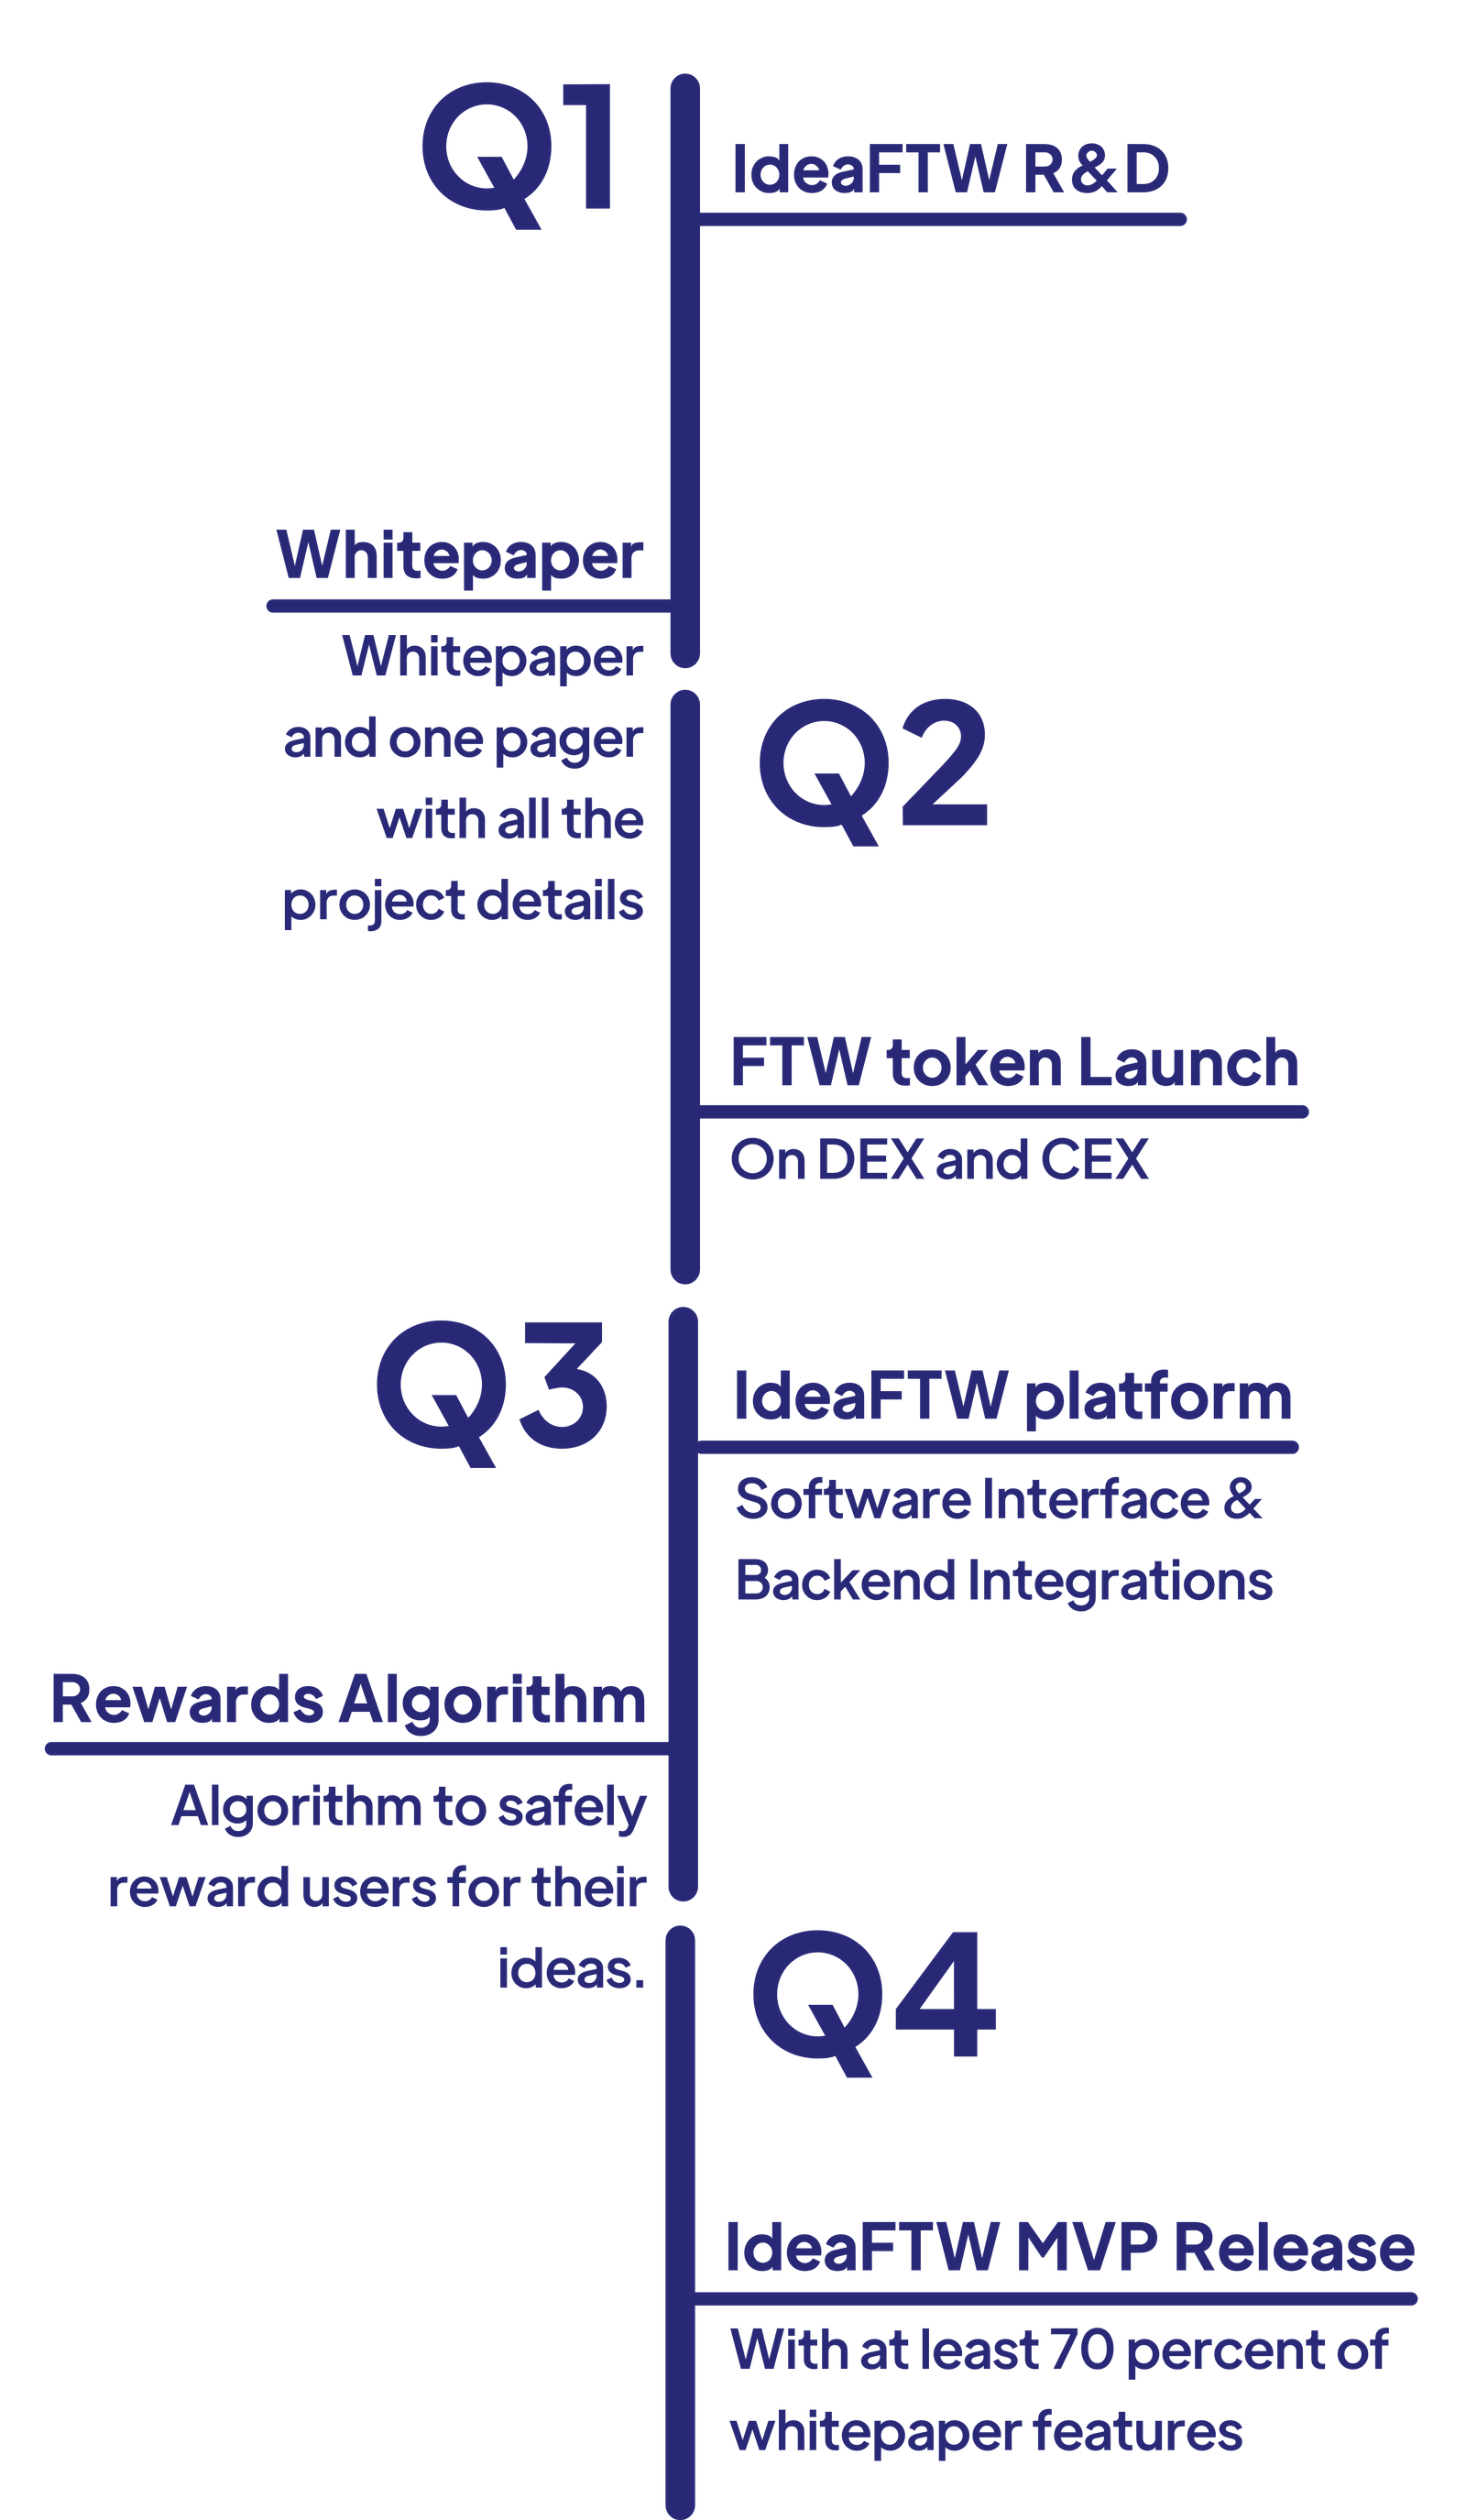 Q1
IdeaFTW R&D
Whitepaper
Whitepaper
and one pager
with all the
project details
Q2
FTW token Launch
On DEX and CEX
Q3
IdeaFTW platform
Software Interface &
Backend Integrations
Rewards Algorithm
Algorithm to safely
reward users for their
ideas.
Q4
IdeaFTW MVP Release
With at least 70 percent of
whitepaper features